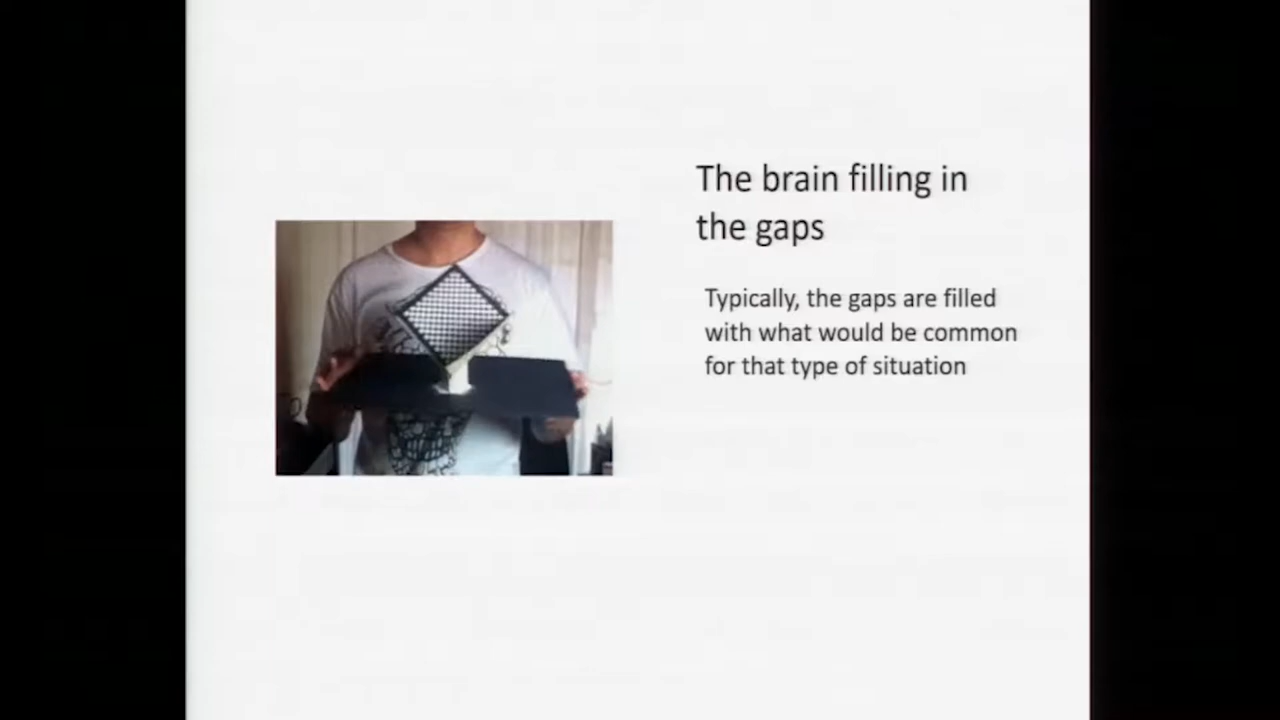 The brain filling in
the gaps
Typically, the gaps are filled
with what would be common
for that type of situation